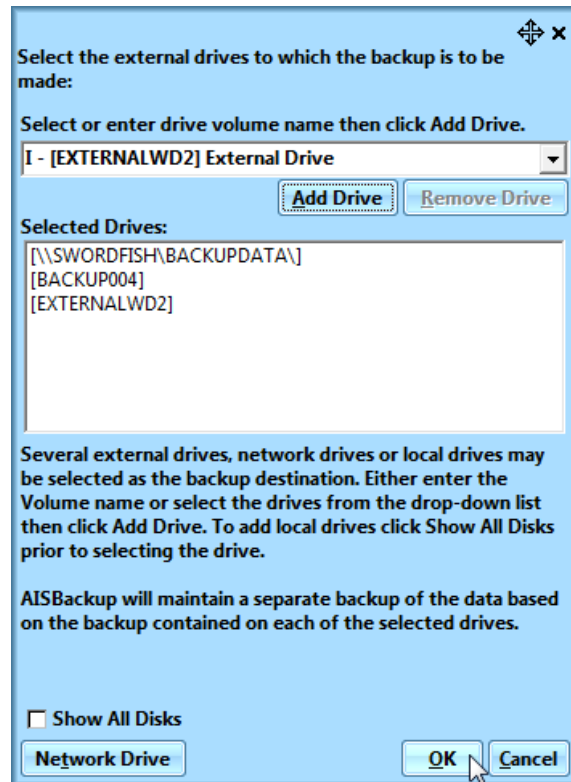 Select the external drives to which the backup is to be
made:
Select or enter drive volume name then click Add Drive.
I - [EXTERNALWD2] External Drive
Add Drive
Remove Drive
Selected Drives:
[\\SWORDFISH\BACKUPDATA\]
[BACKUP004]
[EXTERNALWD2]
Several external drives, network drives or local drives may
be selected as the backup destination. Either enter the
Volume name or select the drives from the drop-down list
then click Add Drive. To add local drives click Show All Disks
prior to selecting the drive.
AISBackup will maintain a separate backup of the data based
on the backup contained on each of the selected drives.
Show All Disks
Network Drive
OK
Cancel